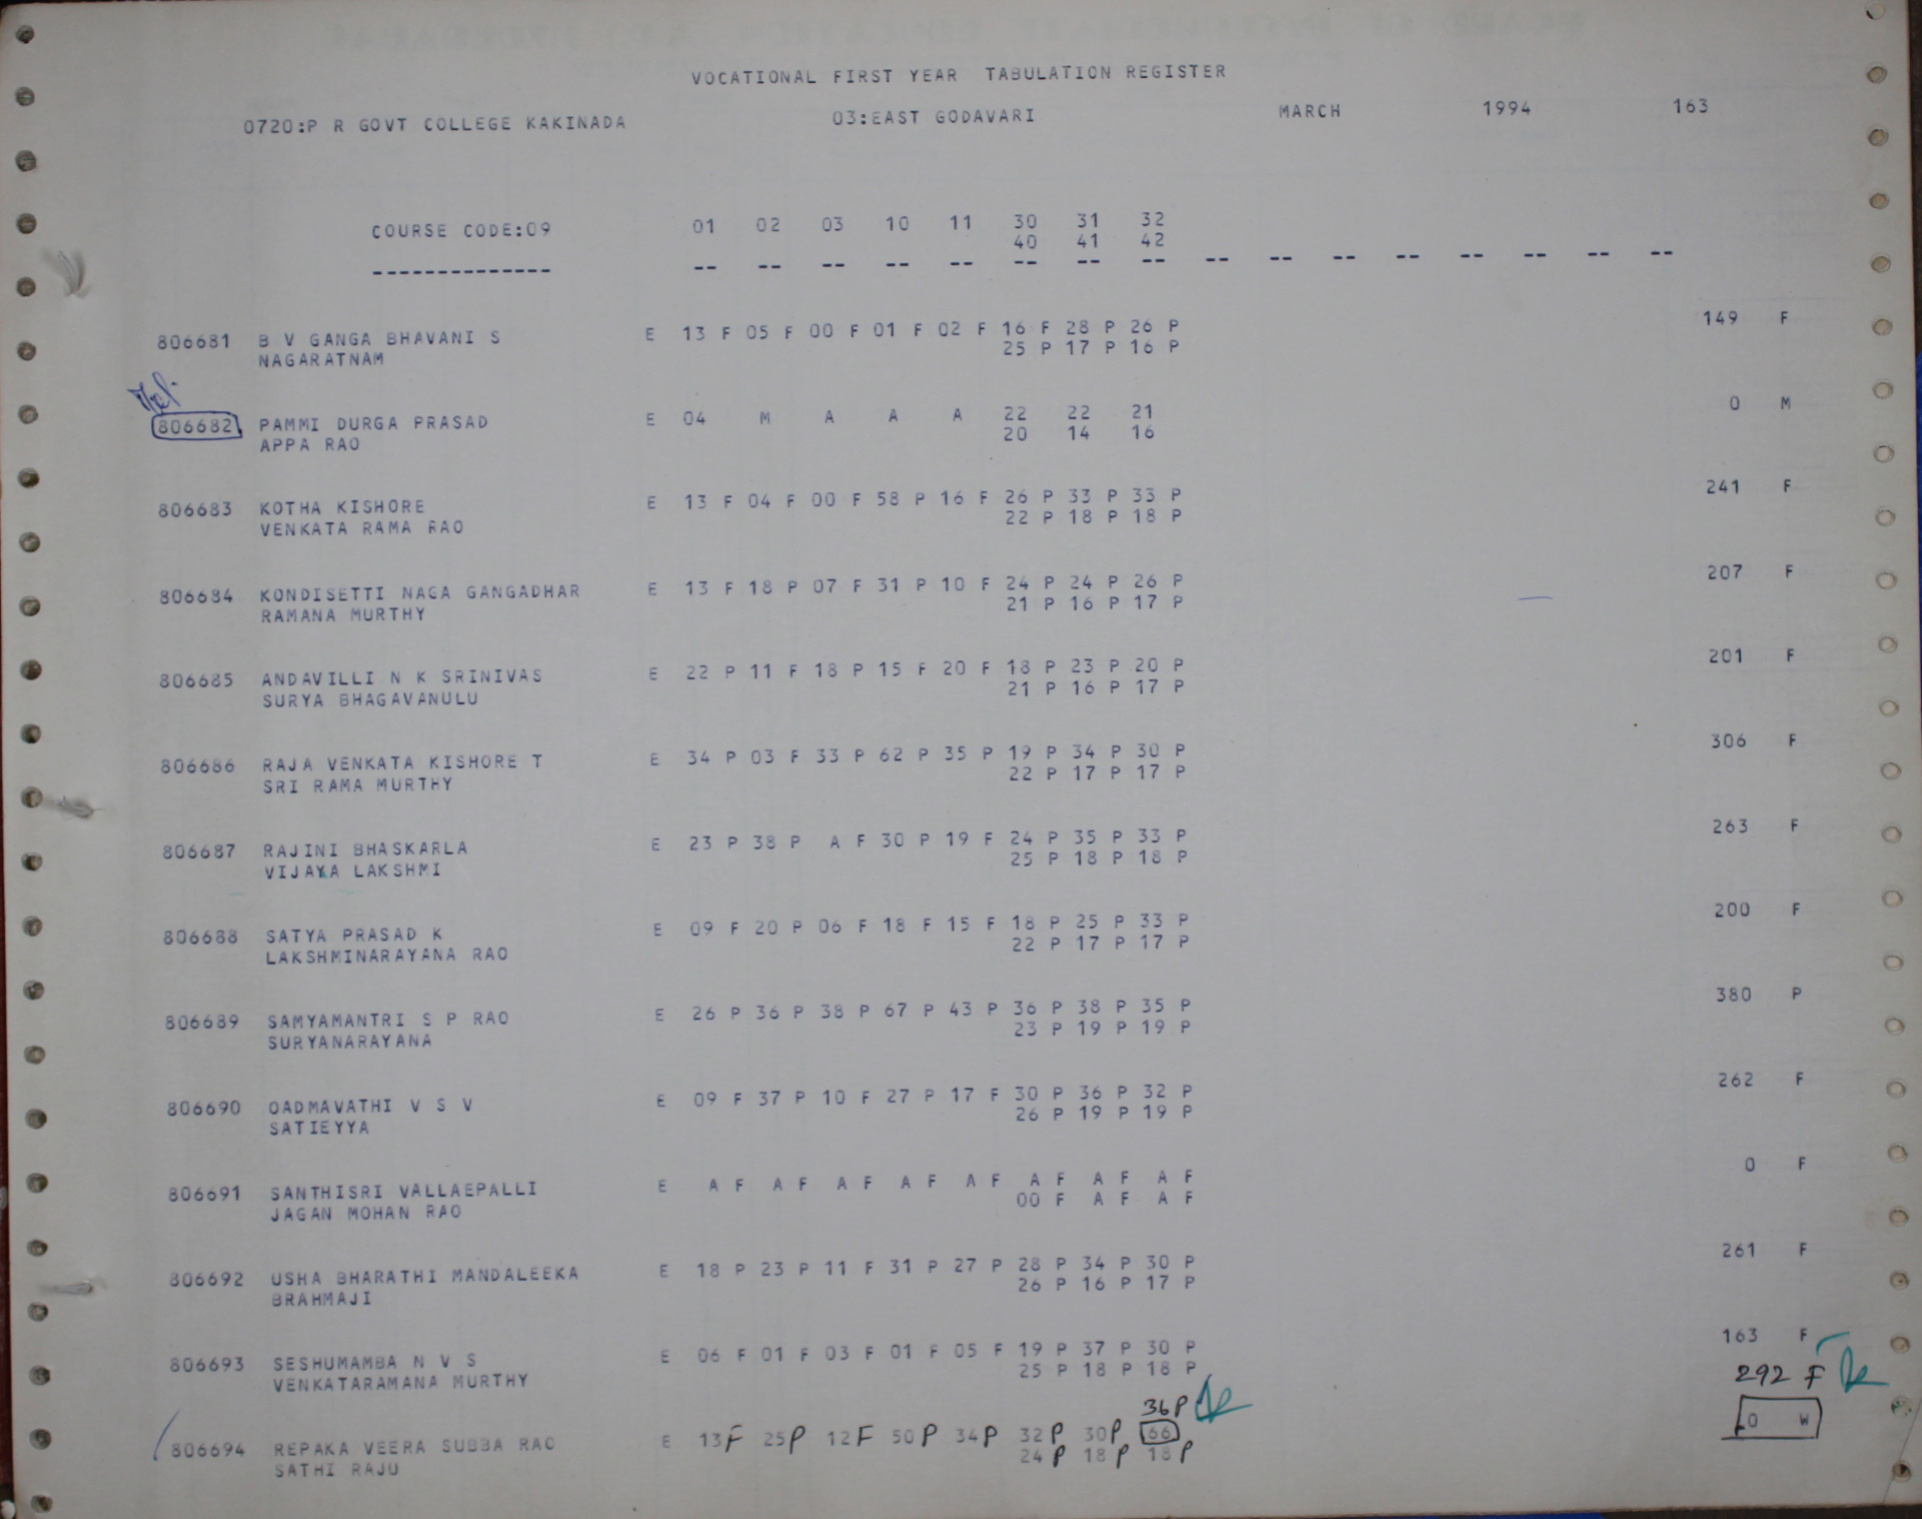 VOCATIONAL FIRST YEAR TABULATION REGISTER
0720:P R GOVT COLLEGE KAKINADA 03:EAST GODAVARI MARCH 1994 163
COURSE CODE:09 01 02 03 10 11 30 31 32
40 41 42
-------------- -- -- -- -- -- -- -- -- -- -- -- -- -- -- -- --
806681 B V GANGA BHAVANI S E 13 F 05 F 00 F 01 F 02 F 16 F 28 P 26 P 149 F
NAGARATNAM 25 P 17 P 16 P
806682 PAMMI DURGA PRASAD E 04 M A A A 22 22 21 0 M
APPA RAO 20 14 16
806683 KOTHA KISHORE E 13 F 04 F 00 F 58 P 16 F 26 P 33 P 33 P 241 F
VENKATA RAMA RAO 22 P 18 P 18 P
806684 KONDISETTI NAGA GANGADHAR E 13 F 18 P 07 F 31 P 10 F 24 P 24 P 26 P 207 F
RAMANA MURTHY 21 P 16 P 17 P
806685 ANDAVILLI N K SRINIVAS E 22 P 11 F 18 P 15 F 20 F 18 P 23 P 20 P 201 F
SURYA BHAGAVANULU 21 P 16 P 17 P
806686 RAJA VENKATA KISHORE T E 34 P 03 F 33 P 62 P 35 P 19 P 34 P 30 P 306 F
SRI RAMA MURTHY 22 P 17 P 17 P
806687 RAJINI BHASKARLA E 23 P 38 P A F 30 P 19 F 24 P 35 P 33 P 263 F
VIJAYA LAKSHMI 25 P 18 P 18 P
806688 SATYA PRASAD K E 09 F 20 P 06 F 18 F 15 F 18 P 25 P 33 P 200 F
LAKSHMINARAYANA RAO 22 P 17 P 17 P
806689 SAMYAMANTRI S P RAO E 26 P 36 P 38 P 67 P 43 P 36 P 38 P 35 P 380 P
SURYANARAYANA 23 P 19 P 19 P
806690 OADMAVATHI V S V E 09 F 37 P 10 F 27 P 17 F 30 P 36 P 32 P 262 F
SATIEYYA 26 P 19 P 19 P
806691 SANTHISRI VALLAEPALLI E A F A F A F A F A F A F A F A F 0 F
JAGAN MOHAN RAO 00 F A F A F
806692 USHA BHARATHI MANDALEEKA E 18 P 23 P 11 F 31 P 27 P 28 P 34 P 30 P 261 F
BRAHMAJI 26 P 16 P 17 P
806693 SESHUMAMBA N V S E 06 F 01 F 03 F 01 F 05 F 19 P 37 P 30 P 163 F
VENKATARAMANA MURTHY 25 P 18 P 18 P
36P 292 F
806694 REPAKA VEERA SUBBA RAO E 13 F 25 P 12 F 50 P 34 P 32 P 30 P 66 0 W
SATHI RAJU 24 P 18 P 18 P